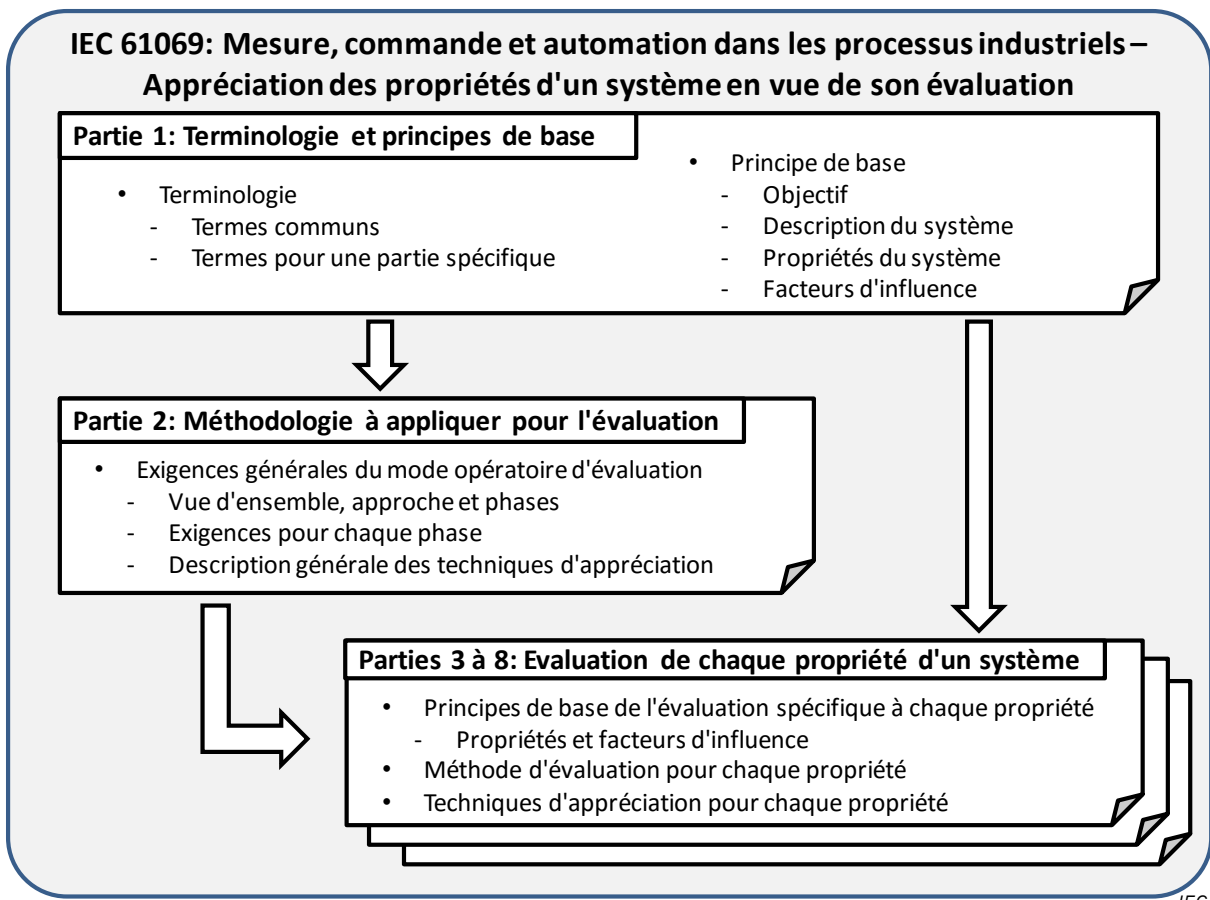 IEC 61069: Mesure, commande et automation dans les processus industriels –
Appréciation des propriétés d'un système en vue de son évaluation
Partie 1: Terminologie et principes de base
• Terminologie
- Termes communs
- Termes pour une partie spécifique
• Principe de base
- Objectif
- Description du système
- Propriétés du système
- Facteurs d'influence
Partie 2: Méthodologie à appliquer pour l'évaluation
• Exigences générales du mode opératoire d'évaluation
- Vue d'ensemble, approche et phases
- Exigences pour chaque phase
- Description générale des techniques d'appréciation
Parties 3 à 8: Evaluation de chaque propriété d'un système
• Principes de base de l'évaluation spécifique à chaque propriété
- Propriétés et facteurs d'influence
• Méthode d'évaluation pour chaque propriété
• Techniques d'appréciation pour chaque propriété
IEC